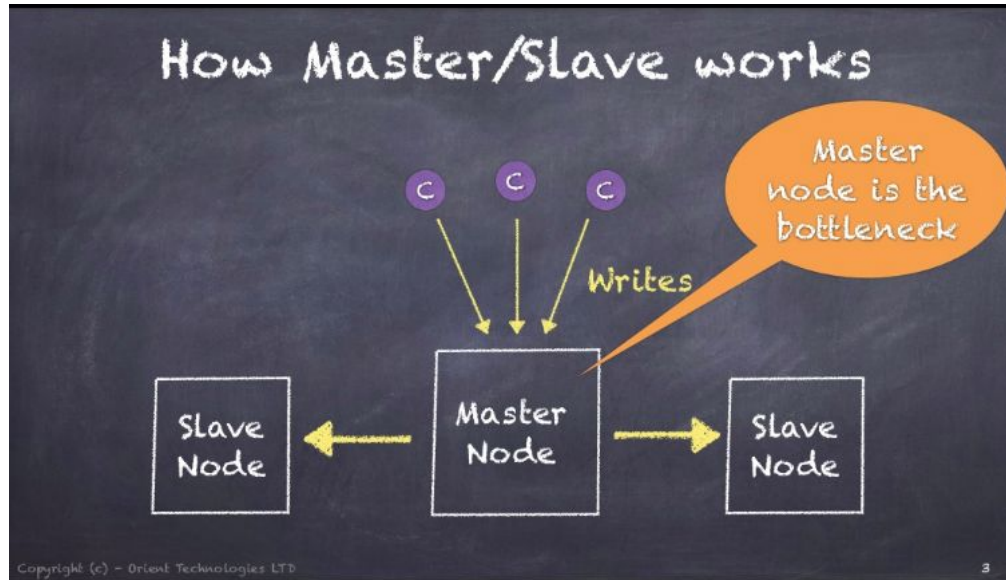 How Master/Slave works
C
C
C
Master
node is the
bottleneck
Writes
Slave
Node
Master
Node
Slave
Node
Copyright (c) - Orient Technologies LTD
3